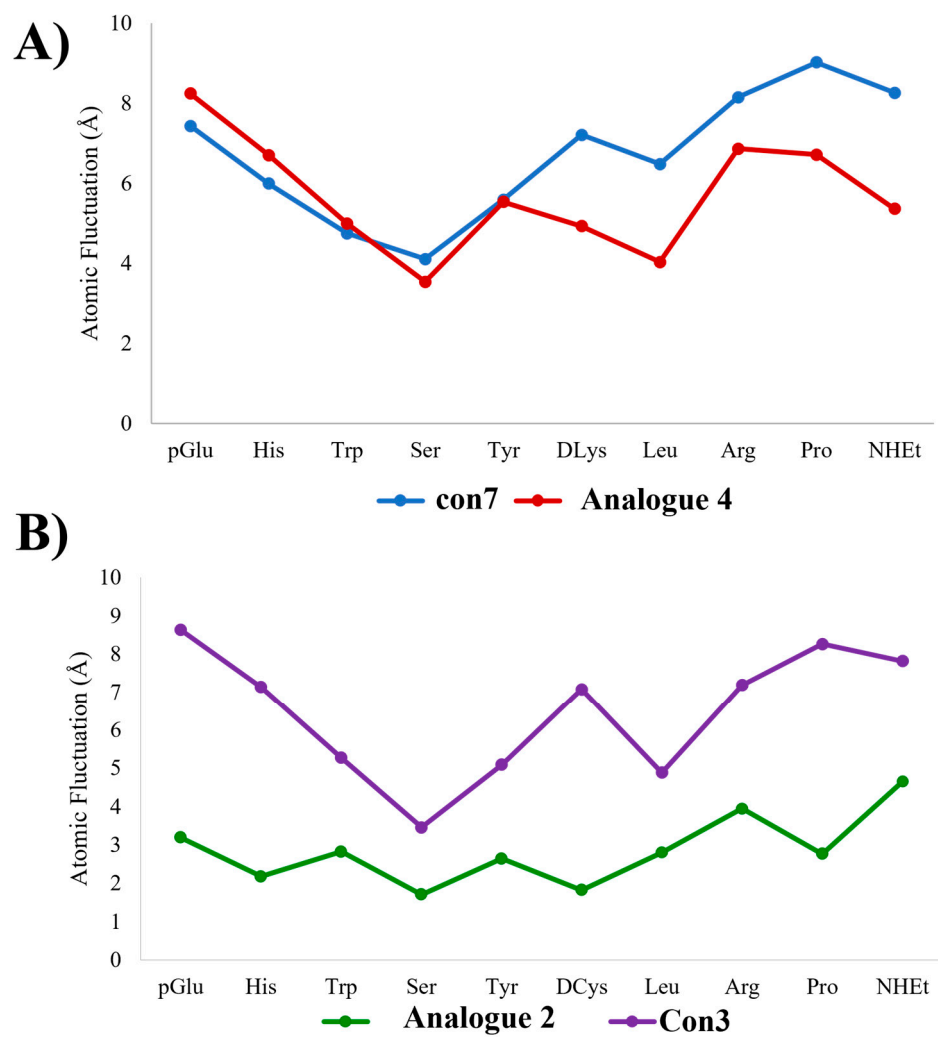 A)
Atomic Fluctuation (Å)
10
8
6
4
2
0
pGlu His Trp Ser Tyr DLys Leu Arg Pro NHEt
con7 Analogue 4
B)
Atomic Fluctuation (Å)
10
9
8
7
6
5
4
3
2
1
0
pGlu His Trp Ser Tyr DCys Leu Arg Pro NHEt
Analogue 2 Con3